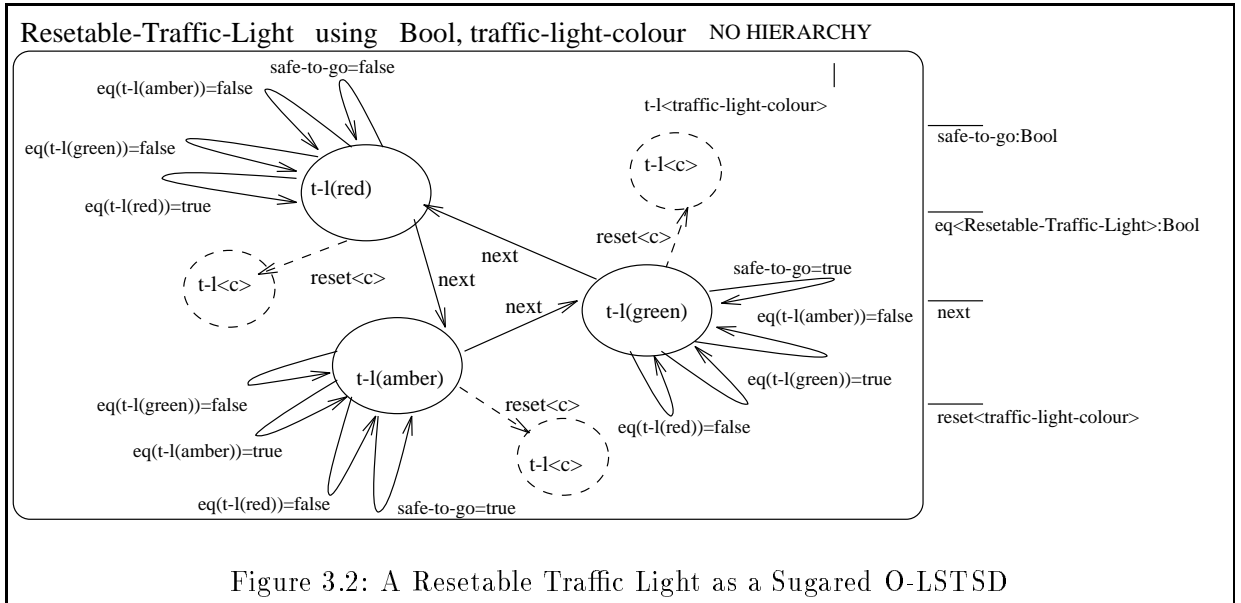 Resetable-Traffic-Light using Bool, traffic-light-colour NO HIERARCHY
safe-to-go=false
eq(t-l(amber))=false
eq(t-l(green))=false
eq(t-l(red))=true
t-l(red)
t-l<c>
reset<c>
next
next
next
t-l<traffic-light-colour>
t-l<c>
reset<c>
t-l(green)
safe-to-go=true
eq(t-l(amber))=false
eq(t-l(green))=true
eq(t-l(red))=false
t-l(amber)
eq(t-l(green))=false
eq(t-l(amber))=true
eq(t-l(red))=false
safe-to-go=true
reset<c>
t-l<c>
safe-to-go:Bool
eq<Resetable-Traffic-Light>:Bool
next
reset<traffic-light-colour>
Figure 3.2: A Resetable Traffic Light as a Sugared O-LSTSD